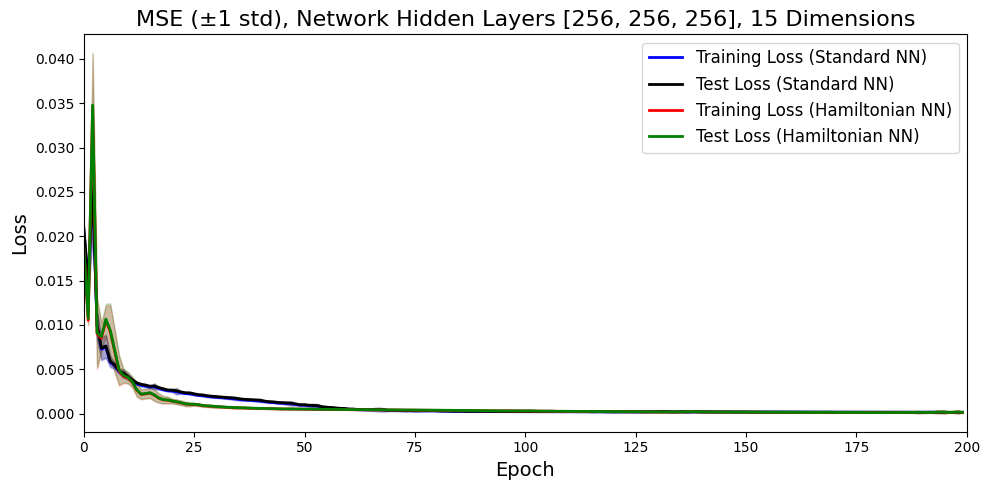 MSE (±1 std), Network Hidden Layers [256, 256, 256], 15 Dimensions
Training Loss (Standard NN)
Test Loss (Standard NN)
Training Loss (Hamiltonian NN)
Test Loss (Hamiltonian NN)
Loss
0.040
0.035
0.030
0.025
0.020
0.015
0.010
0.005
0.000
0 25 50 75 100 125 150 175 200
Epoch